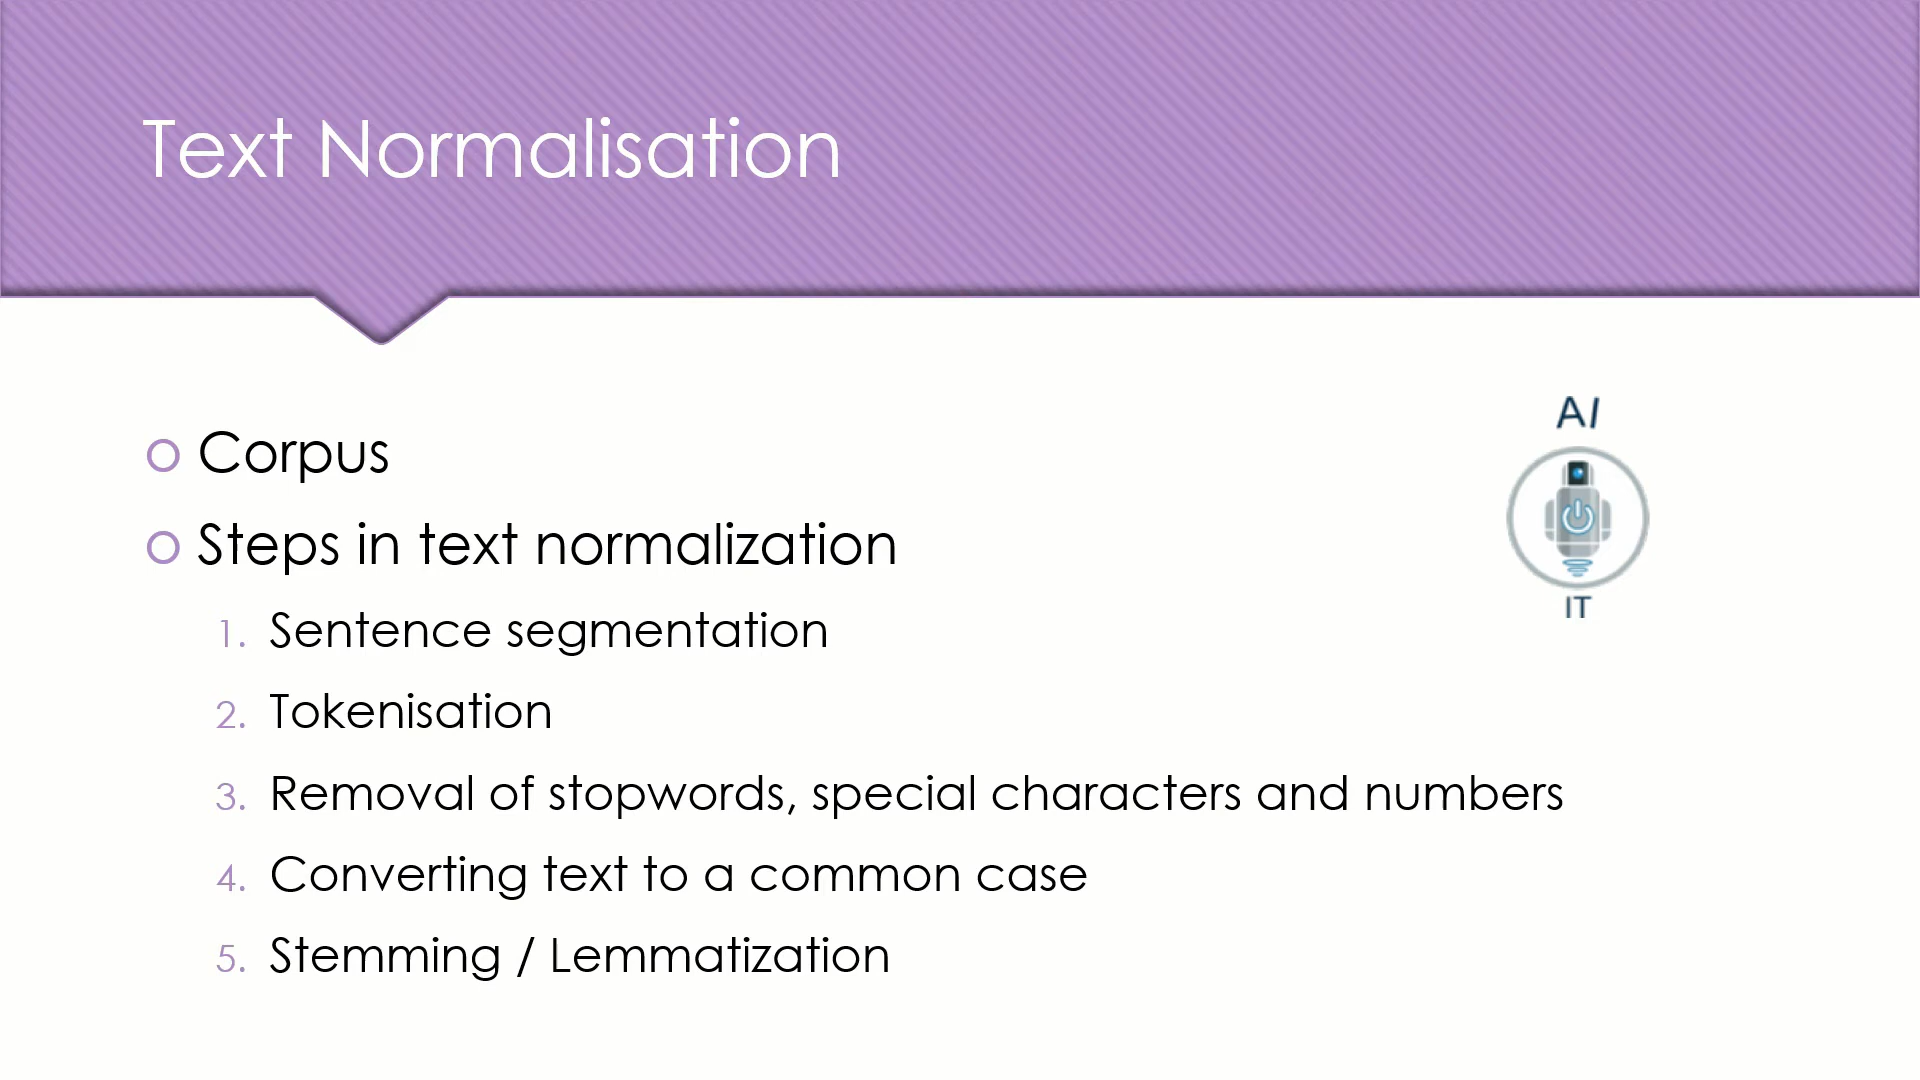 Text Normalisation
Corpus
Steps in text normalization
1. Sentence segmentation
2. Tokenisation
3. Removal of stopwords, special characters and numbers
4. Converting text to a common case
5. Stemming / Lemmatization
AI
IT